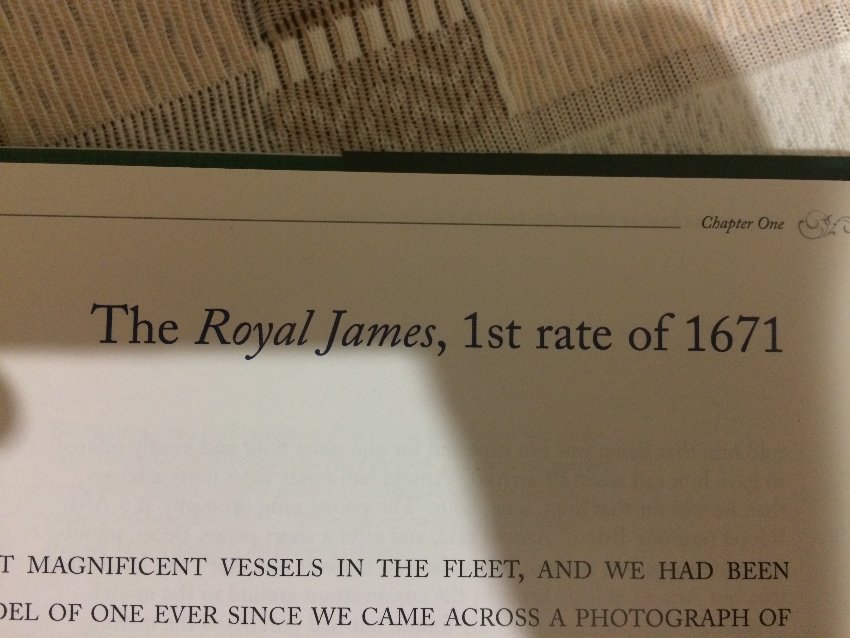 Chapter One
The Royal James, 1st rate of 1671
T MAGNIFICENT VESSELS IN THE FLEET, AND WE HAD BEEN
DEL OF ONE EVER SINCE WE CAME ACROSS A PHOTOGRAPH OF